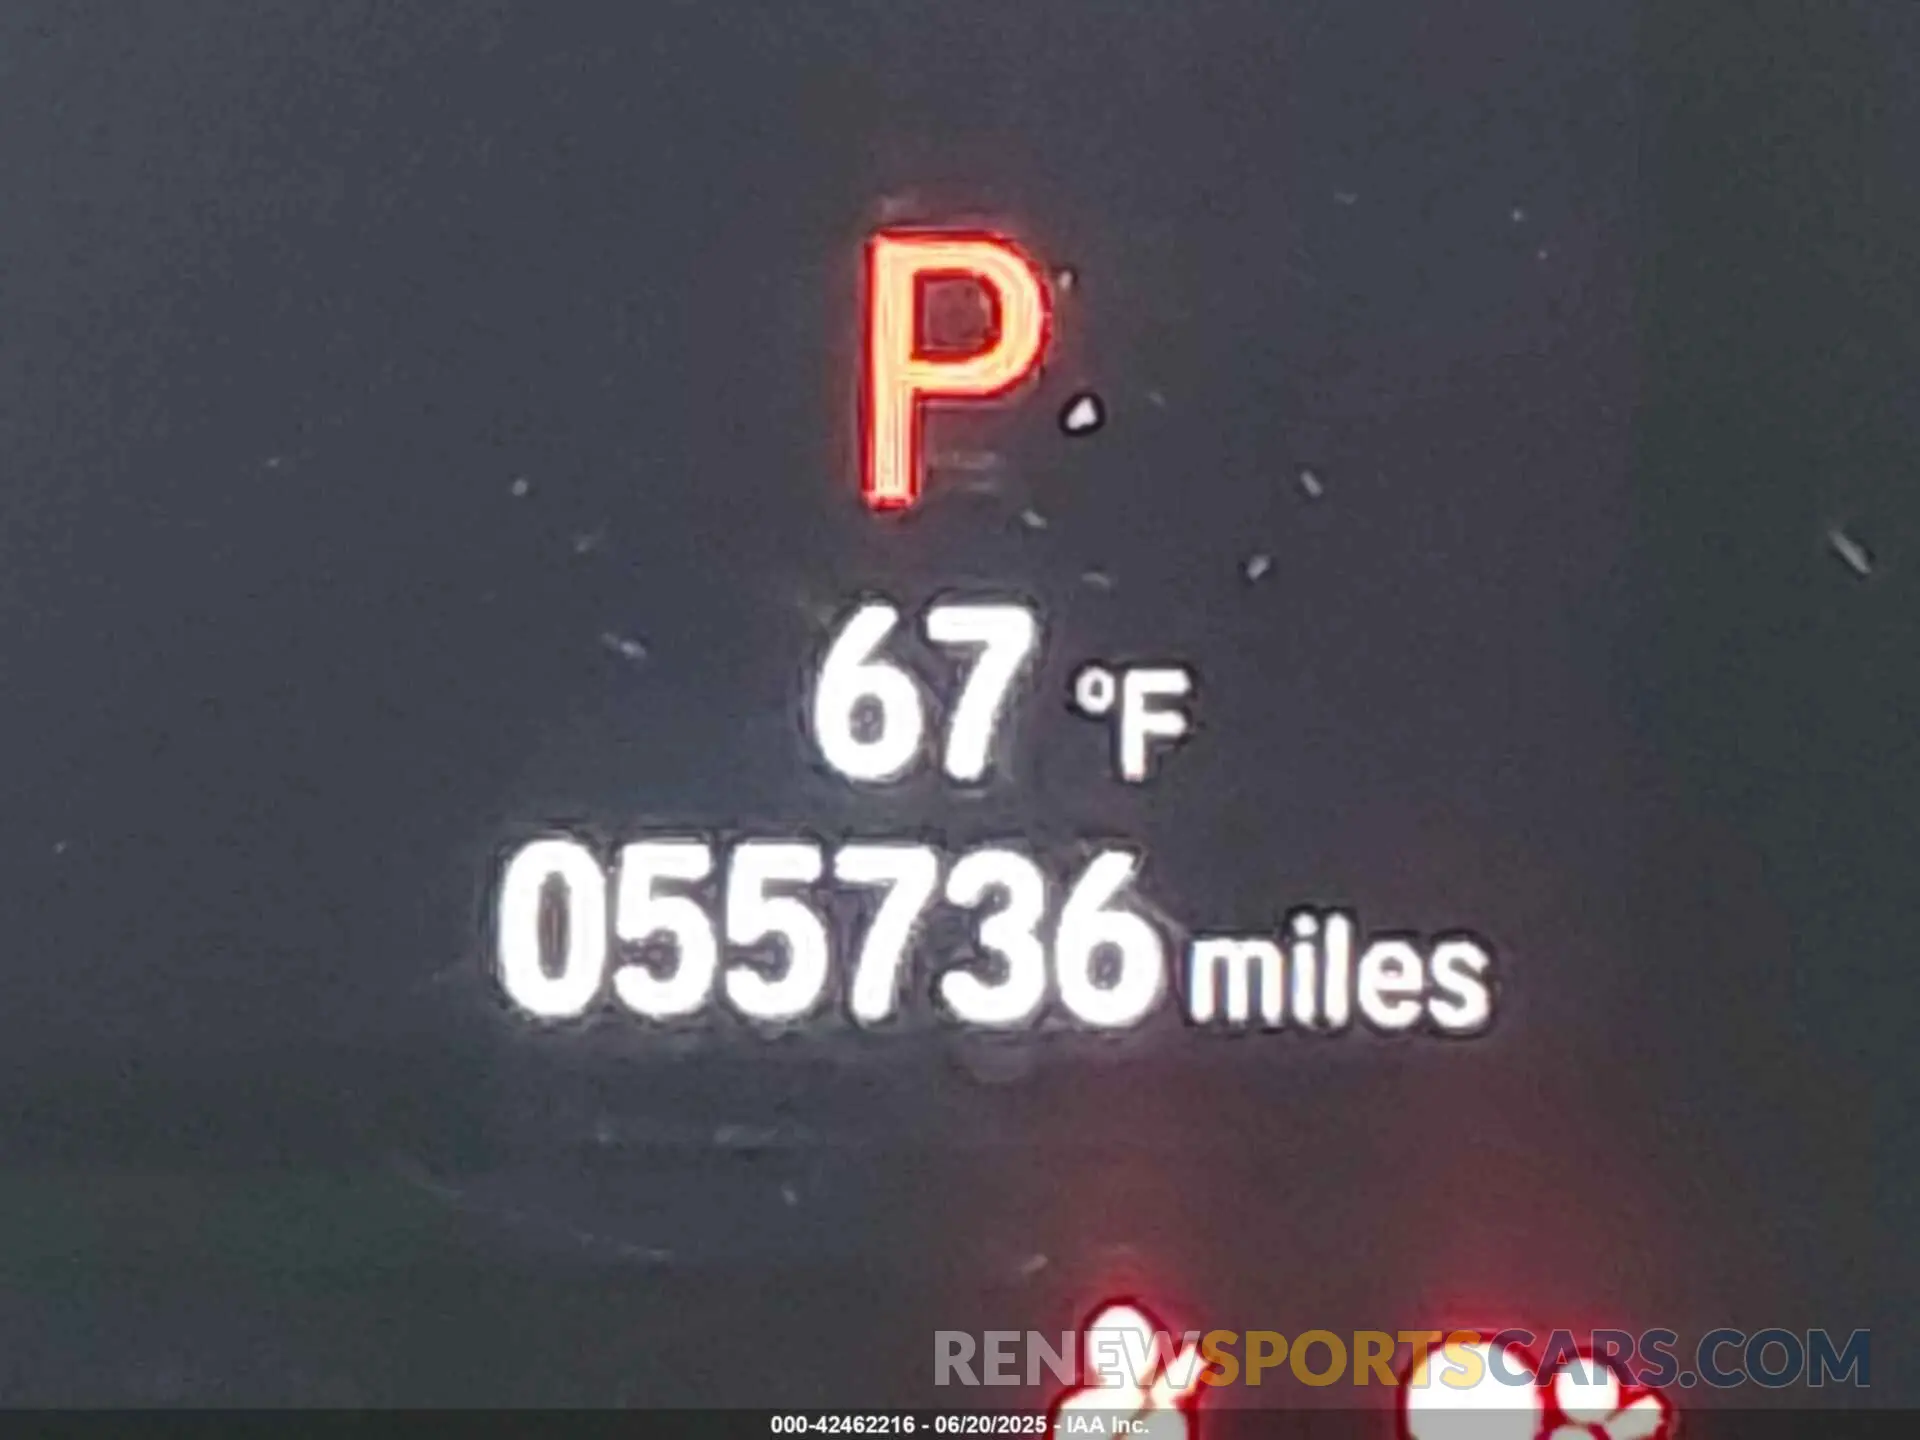 P
67 °F
055736 miles
RENEWSPORTSCARS.COM
000-42462216 - 06/20/2025 - IAA Inc.